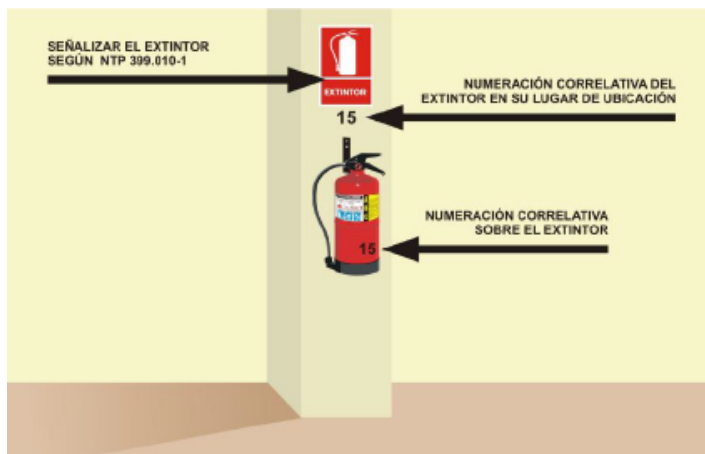 SEÑALIZAR EL EXTINTOR
SEGÚN NTP 399.010-1
EXTINTOR
NUMERACIÓN CORRELATIVA DEL
EXTINTOR EN SU LUGAR DE UBICACIÓN
15
NUMERACIÓN CORRELATIVA
SOBRE EL EXTINTOR
15